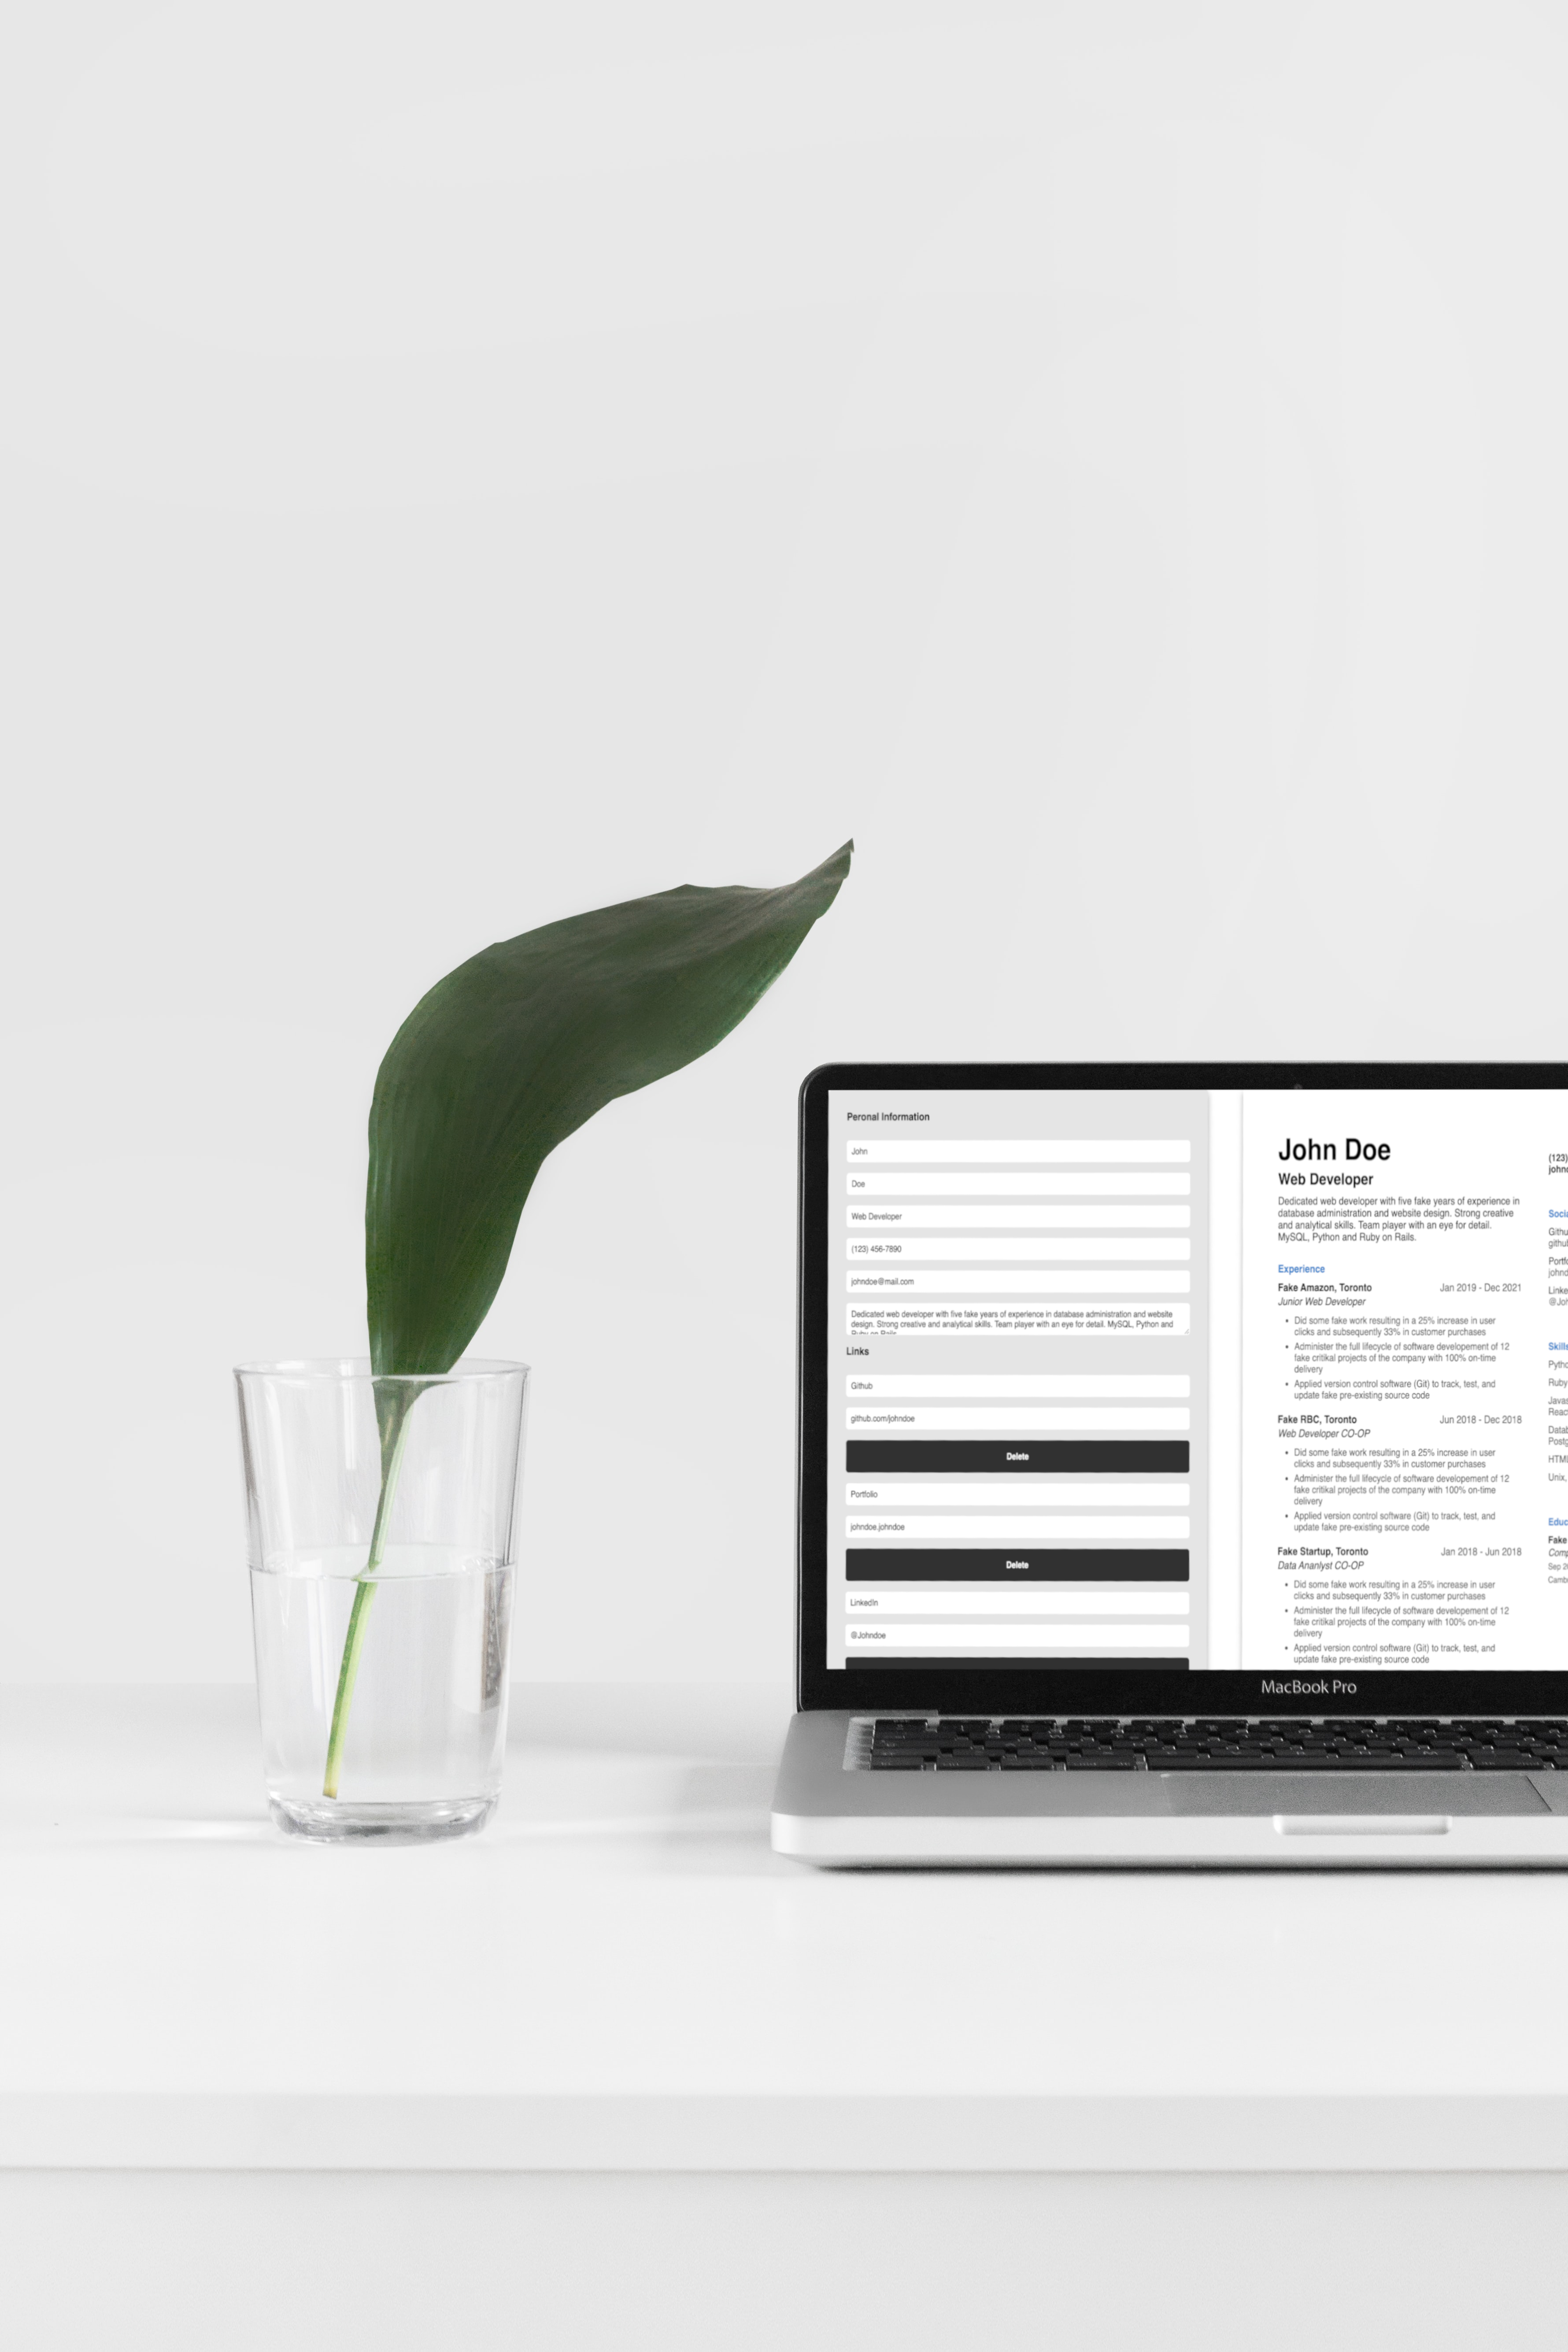 Peronal Information
John
Doe
Web Developer
(123) 456-7890
johndoe@mail.com
Dedicated web developer with five fake years of experience in database administration and website
design. Strong creative and analytical skills. Team player with an eye for detail. MySQL, Python and
Ruby on Rails.
Links
Github
github.com/johndoe
Delete
Portfolio
johndoe.johndoe
Delete
LinkedIn
@Johndoe
John Doe
Web Developer
Dedicated web developer with five fake years of experience in
database administration and website design. Strong creative
and analytical skills. Team player with an eye for detail.
MySQL, Python and Ruby on Rails.
Experience
Fake Amazon, Toronto Jan 2019 - Dec 2021
Junior Web Developer
• Did some fake work resulting in a 25% increase in user
clicks and subsequently 33% in customer purchases
• Administer the full lifecycle of software developement of 12
fake critikal projects of the company with 100% on-time
delivery
• Applied version control software (Git) to track, test, and
update fake pre-existing source code
Fake RBC, Toronto Jun 2018 - Dec 2018
Web Developer CO-OP
• Did some fake work resulting in a 25% increase in user
clicks and subsequently 33% in customer purchases
• Administer the full lifecycle of software developement of 12
fake critikal projects of the company with 100% on-time
delivery
• Applied version control software (Git) to track, test, and
update fake pre-existing source code
Fake Startup, Toronto Jan 2018 - Jun 2018
Data Ananlyst CO-OP
• Did some fake work resulting in a 25% increase in user
clicks and subsequently 33% in customer purchases
• Administer the full lifecycle of software developement of 12
fake critikal projects of the company with 100% on-time
delivery
• Applied version control software (Git) to track, test, and
update fake pre-existing source code
(123)
john
Socia
Githu
githul
Portfo
johnd
Linke
@Joh
Skills
Pytho
Ruby
Javas
Reac
Datab
Postg
HTML
Unix,
Educ
Fake
Comp
Sep 20
Camb
MacBook Pro